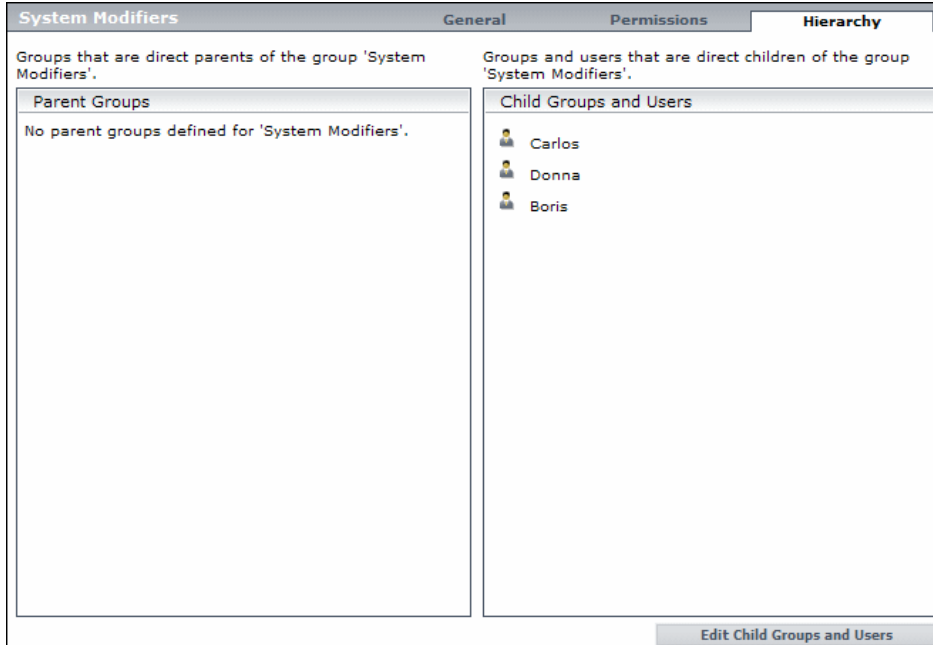 System Modifiers
General
Permissions
Hierarchy
Groups that are direct parents of the group 'System
Modifiers'.
Parent Groups
No parent groups defined for 'System Modifiers'.
Groups and users that are direct children of the group
'System Modifiers'.
Child Groups and Users
Carlos
Donna
Boris
Edit Child Groups and Users